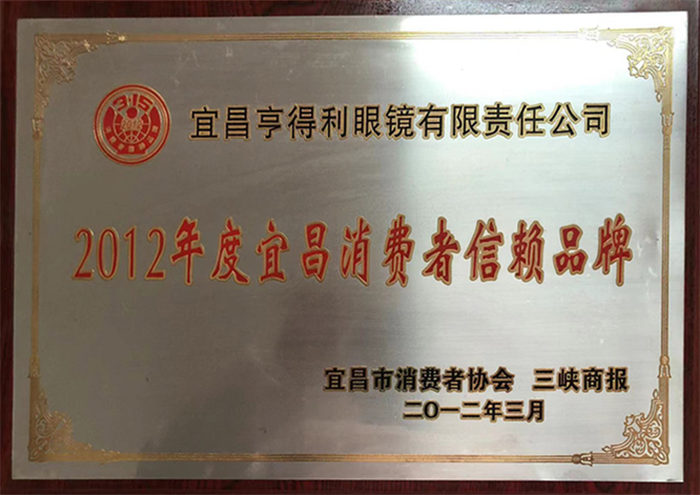 315
宜昌亨得利眼镜有限责任公司
2012年度宜昌消费者信赖品牌
宜昌市消费者协会 三峡商报
二〇一二年三月